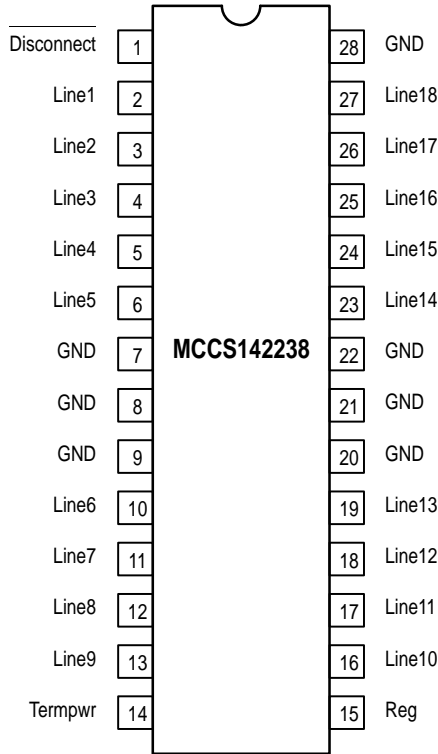 Disconnect 1 28 GND
Line1 2 27 Line18
Line2 3 26 Line17
Line3 4 25 Line16
Line4 5 24 Line15
Line5 6 23 Line14
GND 7 MCCS142238 22 GND
GND 8 21 GND
GND 9 20 GND
Line6 10 19 Line13
Line7 11 18 Line12
Line8 12 17 Line11
Line9 13 16 Line10
Termpwr 14 15 Reg